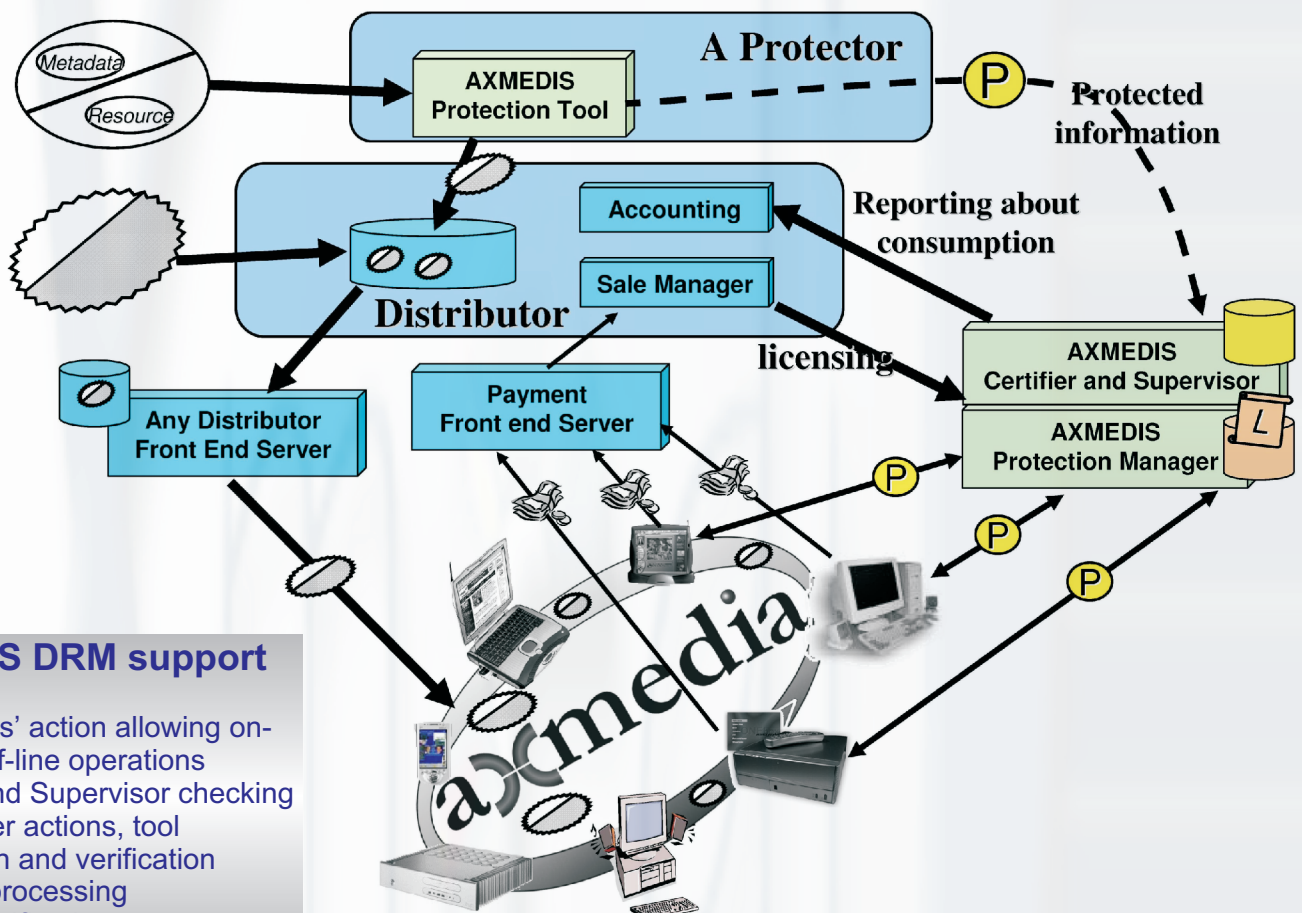 Metadata
Resource
A Protector
AXMEDIS
Protection Tool
P
Protected
information
Accounting
Reporting about
consumption
Sale Manager
Distributor
licensing
AXMEDIS
Certifier and Supervisor
Payment
Front end Server
Any Distributor
Front End Server
AXMEDIS
Protection Manager
L
P
P
P
axmedia
S DRM support
s’ action allowing on-
f-line operations
nd Supervisor checking
er actions, tool
n and verification
processing